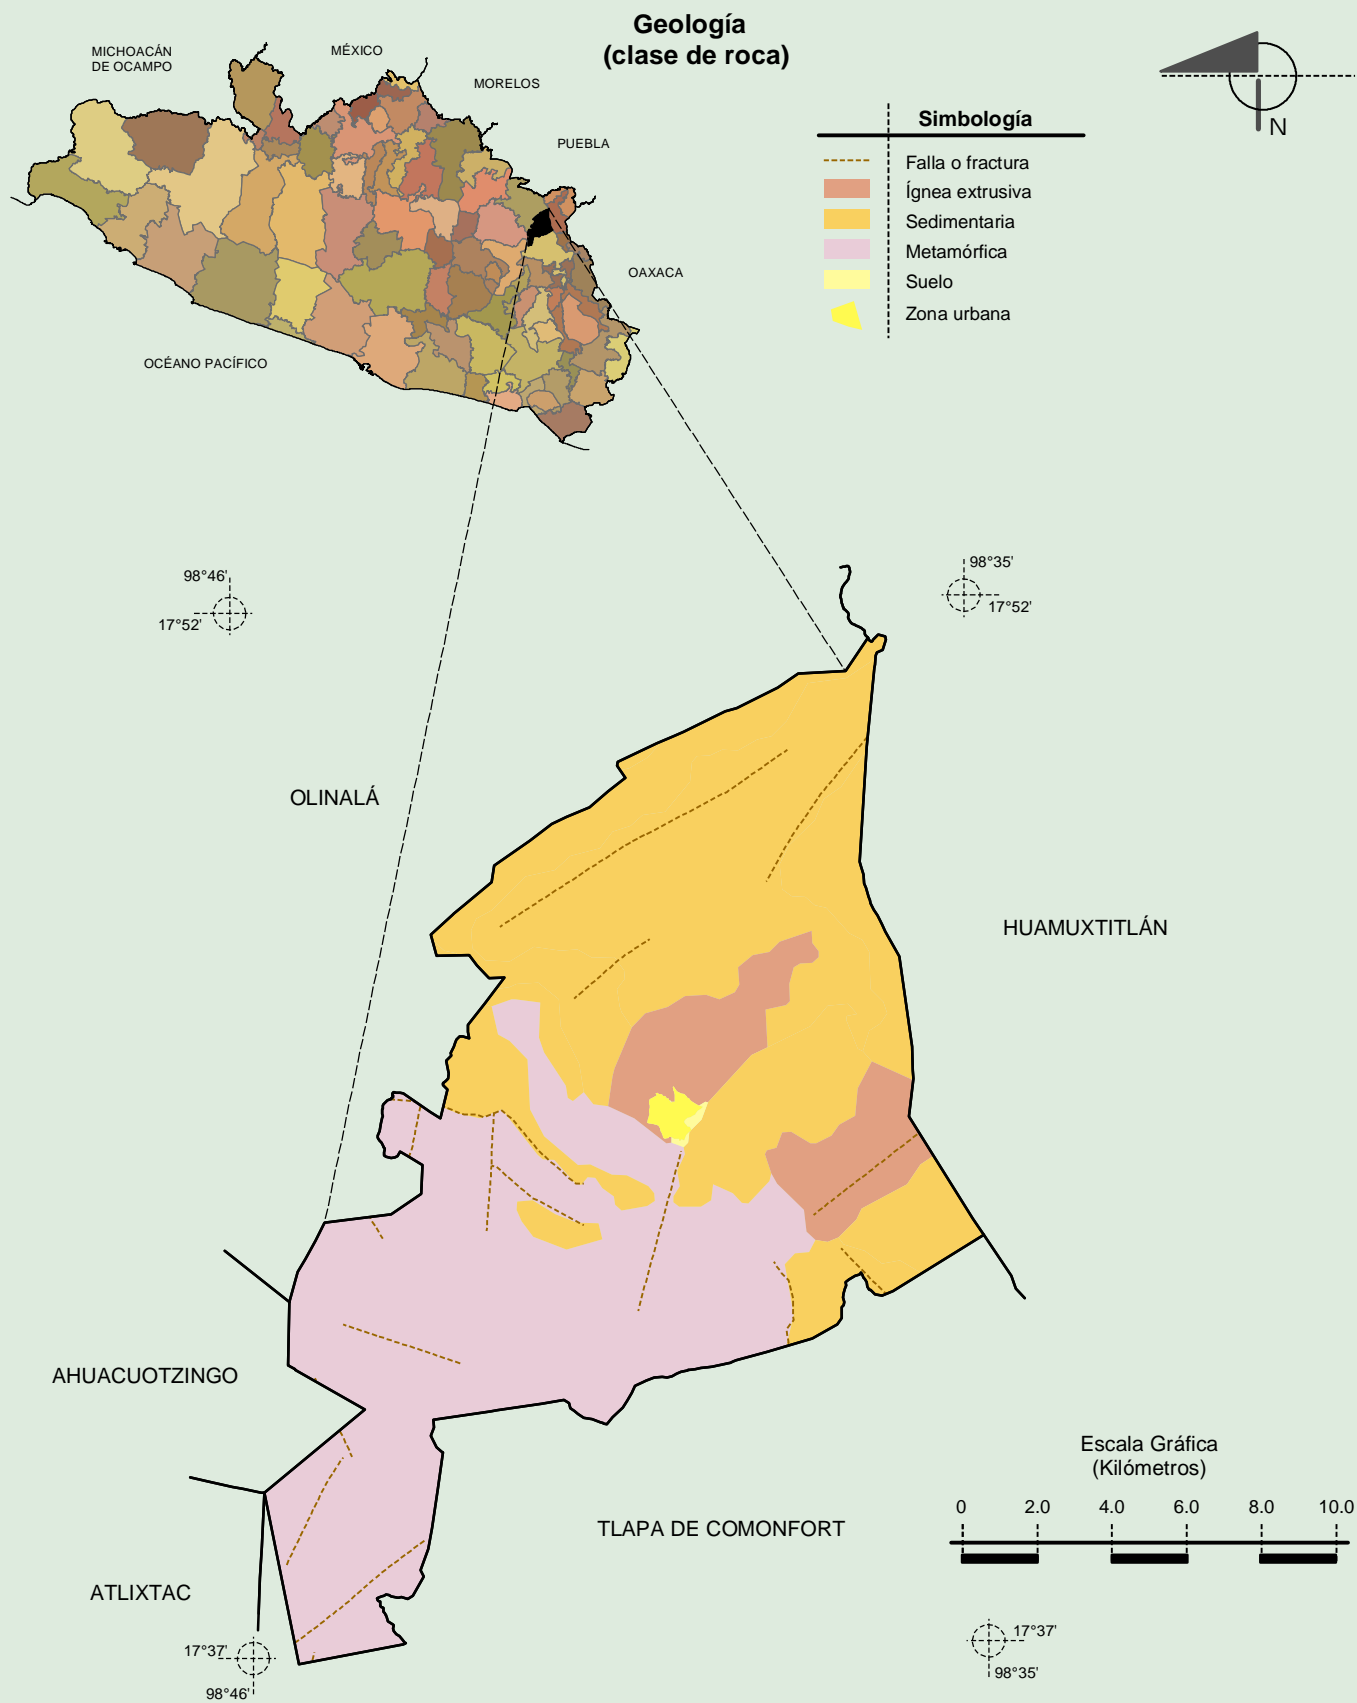 Geología
(clase de roca)
MICHOACÁN
DE OCAMPO
MÉXICO
MORELOS
PUEBLA
OAXACA
OCÉANO PACÍFICO
N
Simbología
Falla o fractura
Ígnea extrusiva
Sedimentaria
Metamórfica
Suelo
Zona urbana
98°46'
17°52'
98°35'
17°52'
OLINALÁ
HUAMUXTITLÁN
AHUACUOTZINGO
TLAPA DE COMONFORT
ATLIXTAC
Escala Gráfica
(Kilómetros)
0 2.0 4.0 6.0 8.0 10.0
17°37'
98°46'
17°37'
98°35'